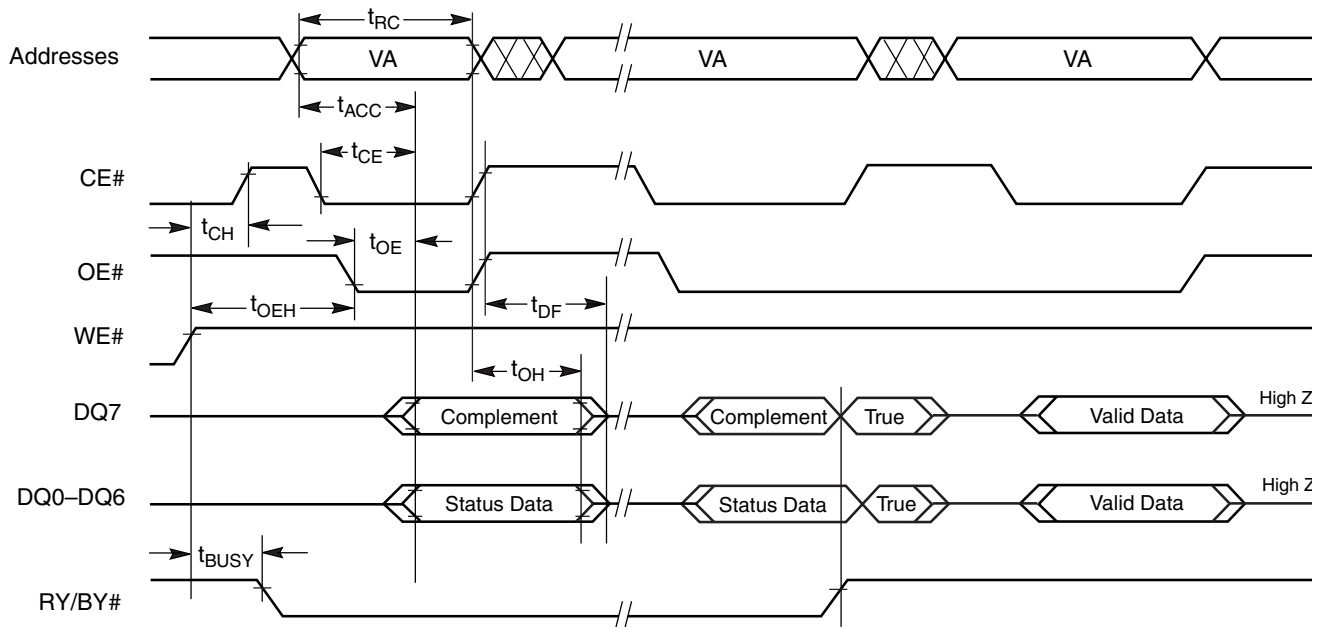 tRC
Addresses VA VA VA
tACC
tCE
CE#
tCH tOE
OE#
tOEH tDF
WE#
tOH
DQ7 Complement Complement True Valid Data High Z
DQ0–DQ6 Status Data Status Data True Valid Data High Z
tBUSY
RY/BY#